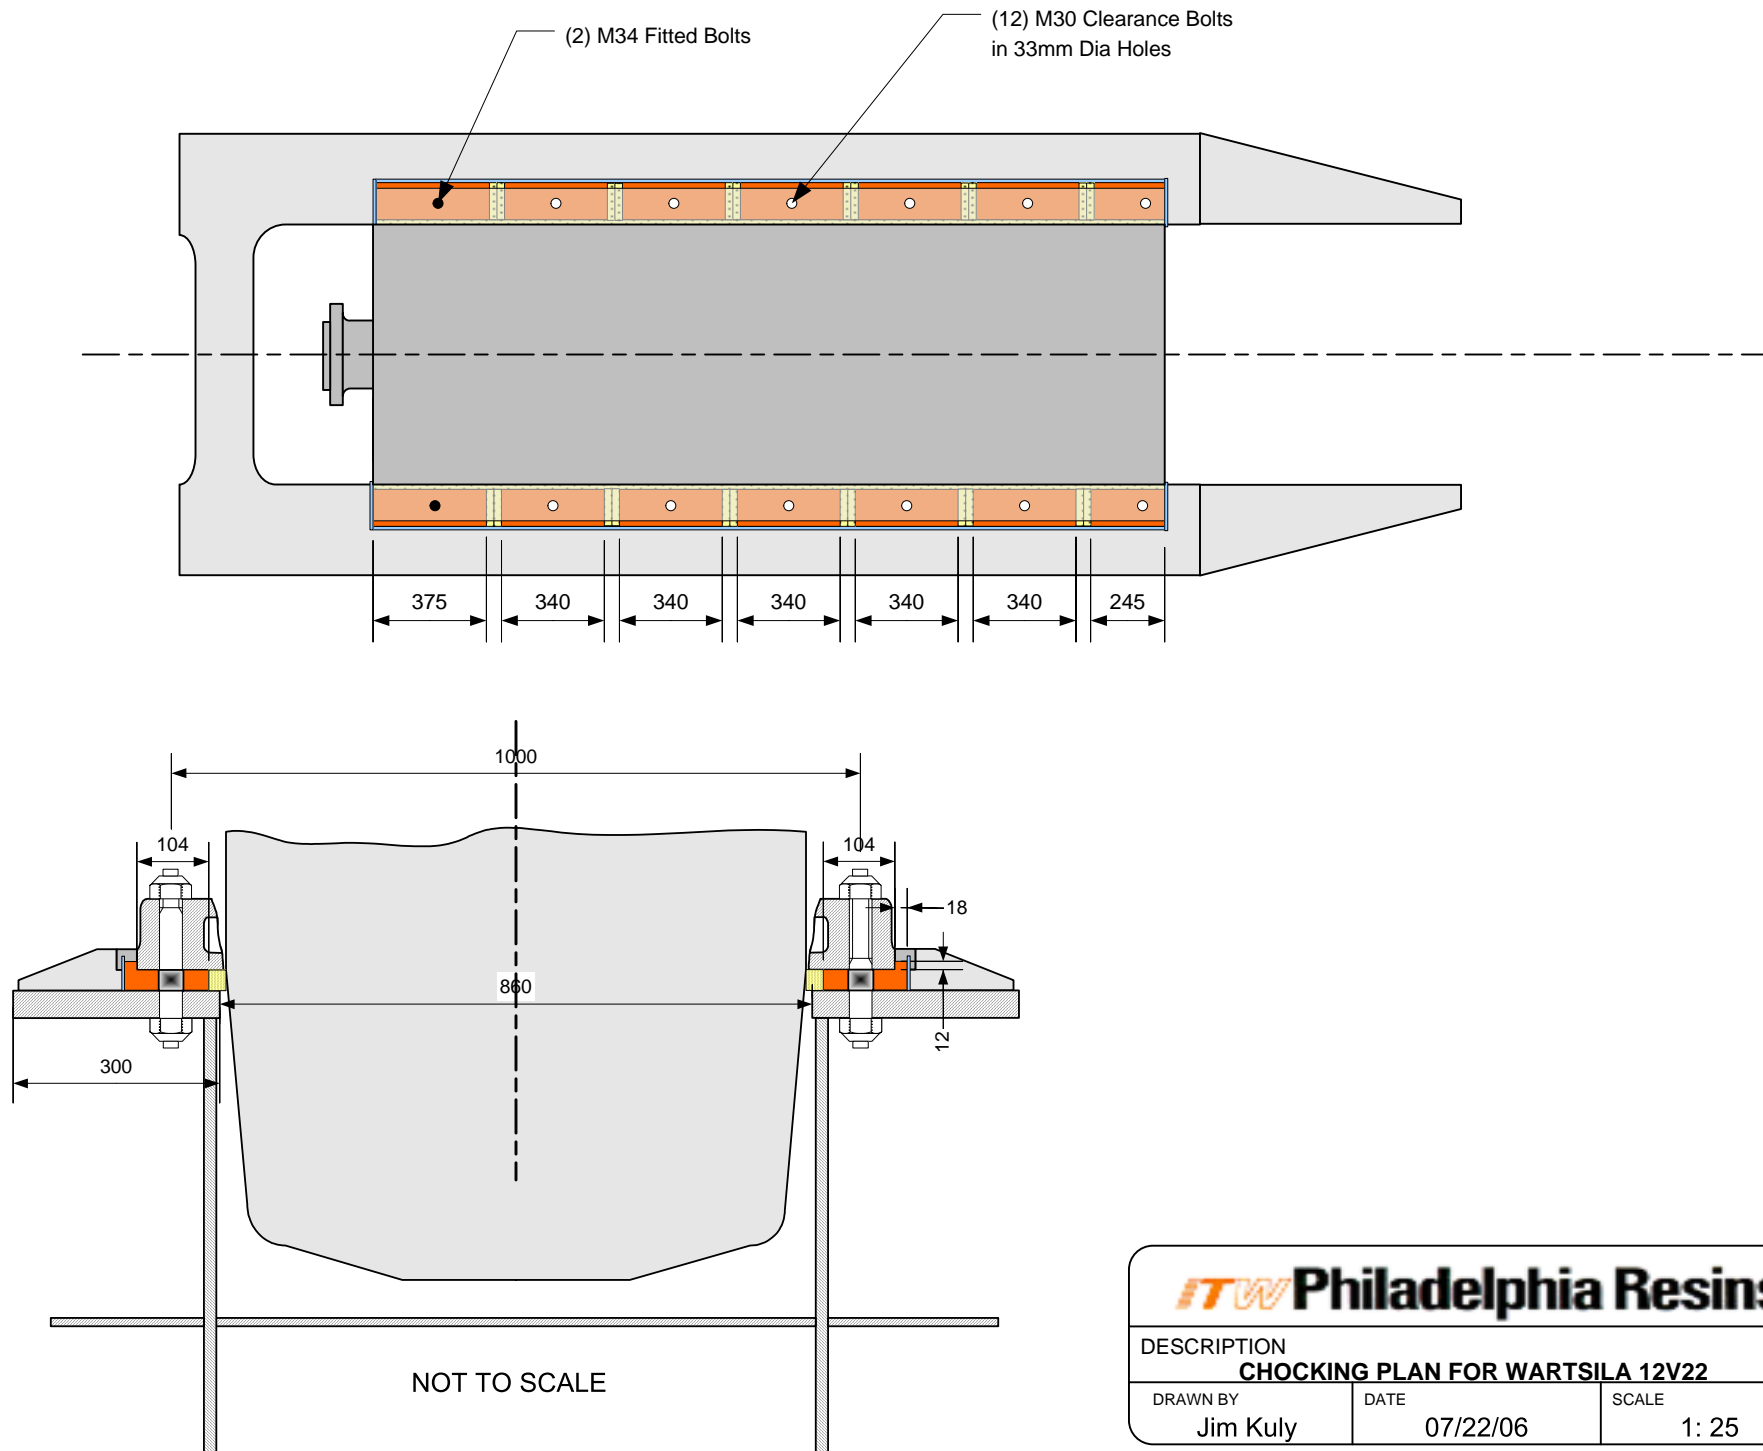 (2) M34 Fitted Bolts
(12) M30 Clearance Bolts
in 33mm Dia Holes
375 340 340 340 340 340 245
1000
104 104
18
860
12
300
NOT TO SCALE
ITW Philadelphia Resins
DESCRIPTION
CHOCKING PLAN FOR WARTSILA 12V22
DRAWN BY DATE SCALE
Jim Kuly 07/22/06 1: 25